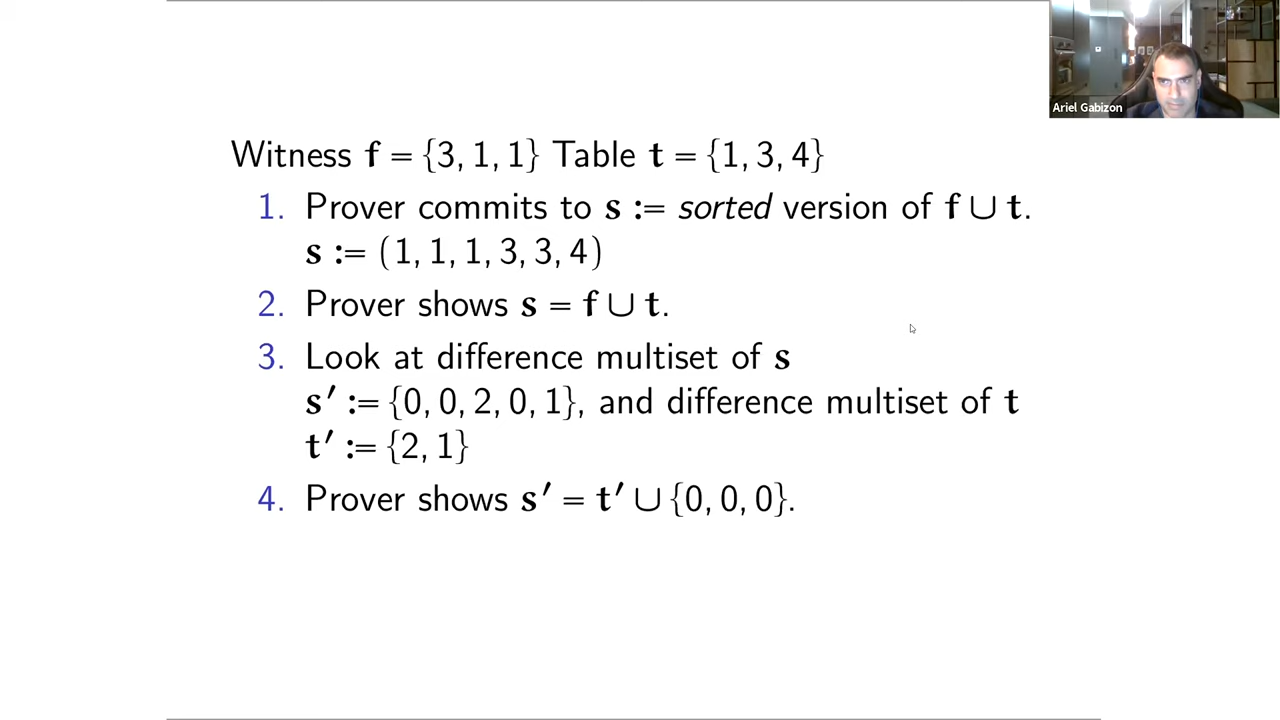 Ariel Gabizon
Witness f = {3, 1, 1} Table t = {1, 3, 4}
1. Prover commits to s := sorted version of f ∪ t.
s := (1, 1, 1, 3, 3, 4)
2. Prover shows s = f ∪ t.
3. Look at difference multiset of s
s′ := {0, 0, 2, 0, 1}, and difference multiset of t
t′ := {2, 1}
4. Prover shows s′ = t′ ∪ {0, 0, 0}.